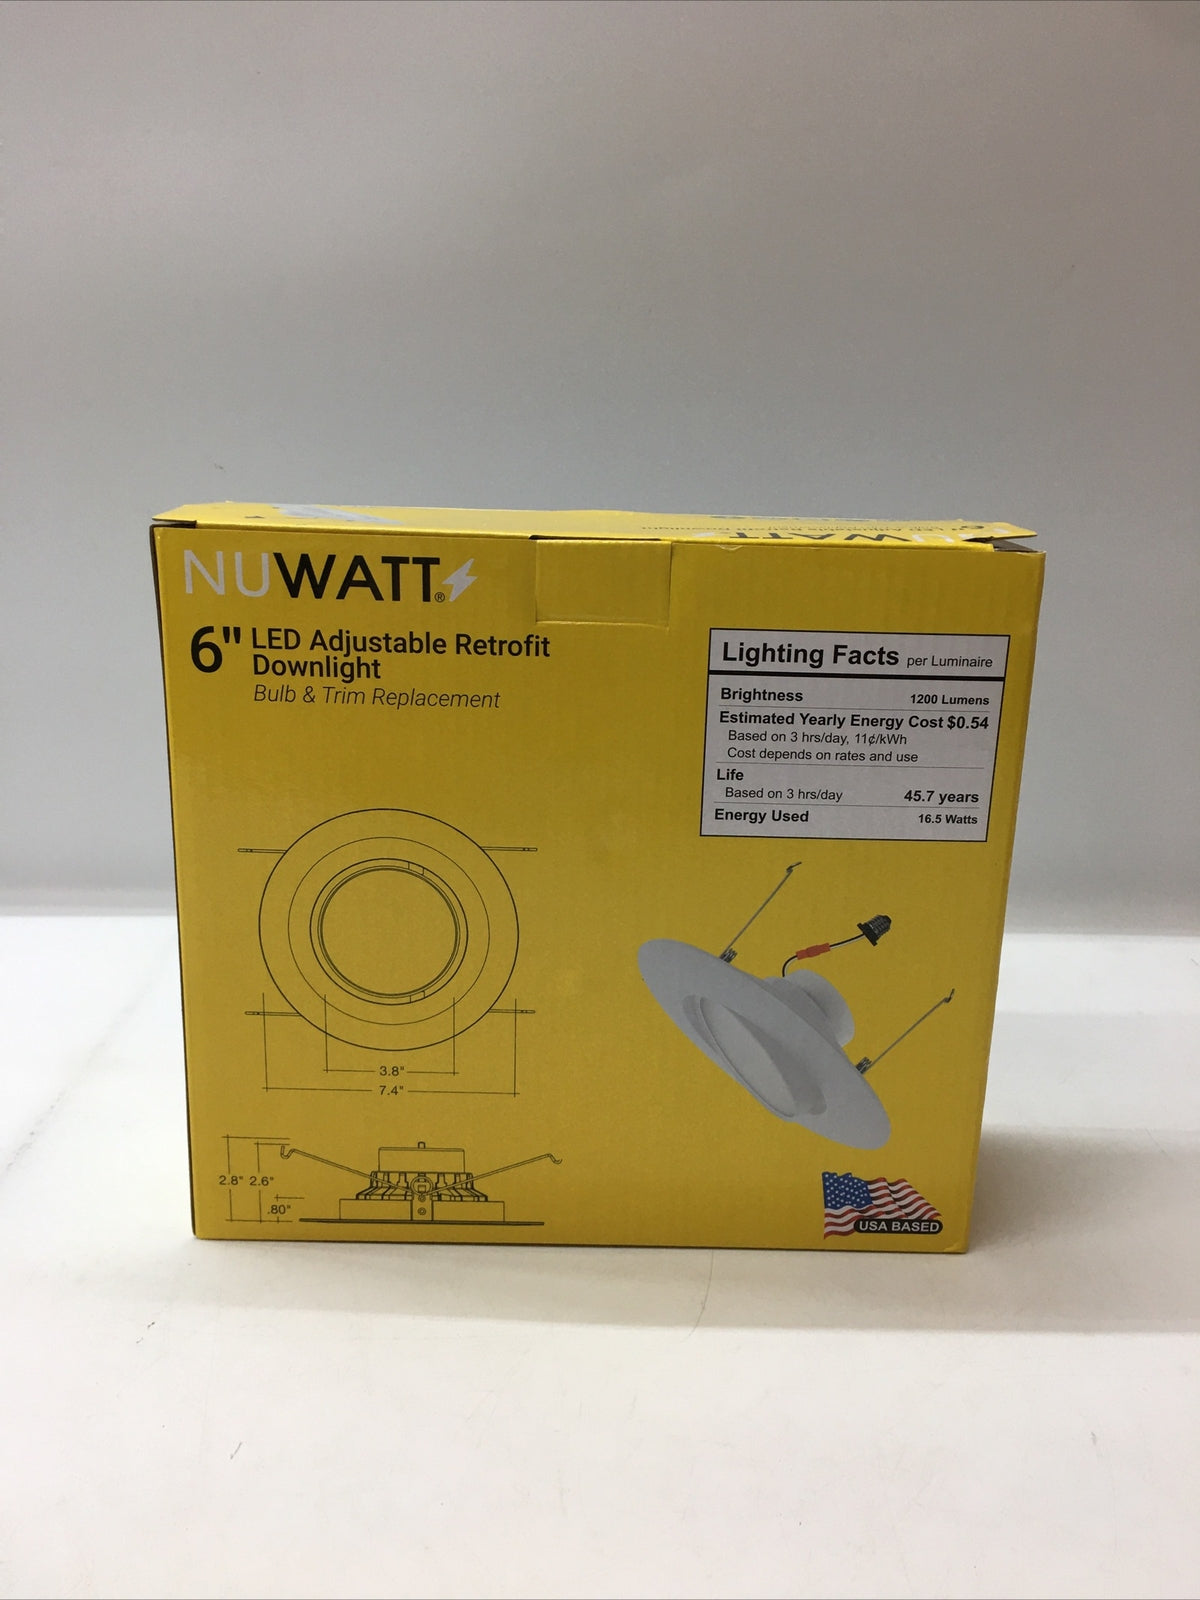 NUWATT®
6" LED Adjustable Retrofit
Downlight
Bulb & Trim Replacement
Lighting Facts per Luminaire
Brightness 1200 Lumens
Estimated Yearly Energy Cost $0.54
Based on 3 hrs/day, 11¢/kWh
Cost depends on rates and use
Life
Based on 3 hrs/day 45.7 years
Energy Used 16.5 Watts
3.8"
7.4"
2.8" 2.6"
.80"
USA BASED